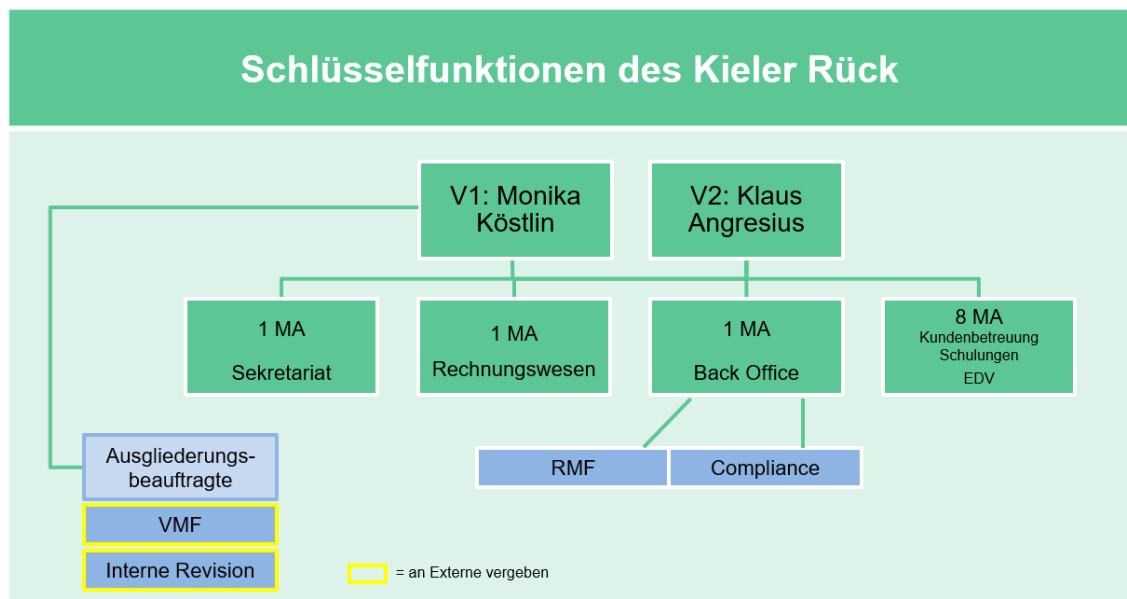 Schlüsselfunktionen des Kieler Rück
V1: Monika
Köstlin
V2: Klaus
Angresius
1 MA
Sekretariat
1 MA
Rechnungswesen
1 MA
Back Office
8 MA
Kundenbetreuung
Schulungen
EDV
Ausgliederungs-
beauftragte
VMF
Interne Revision
RMF
Compliance
= an Externe vergeben